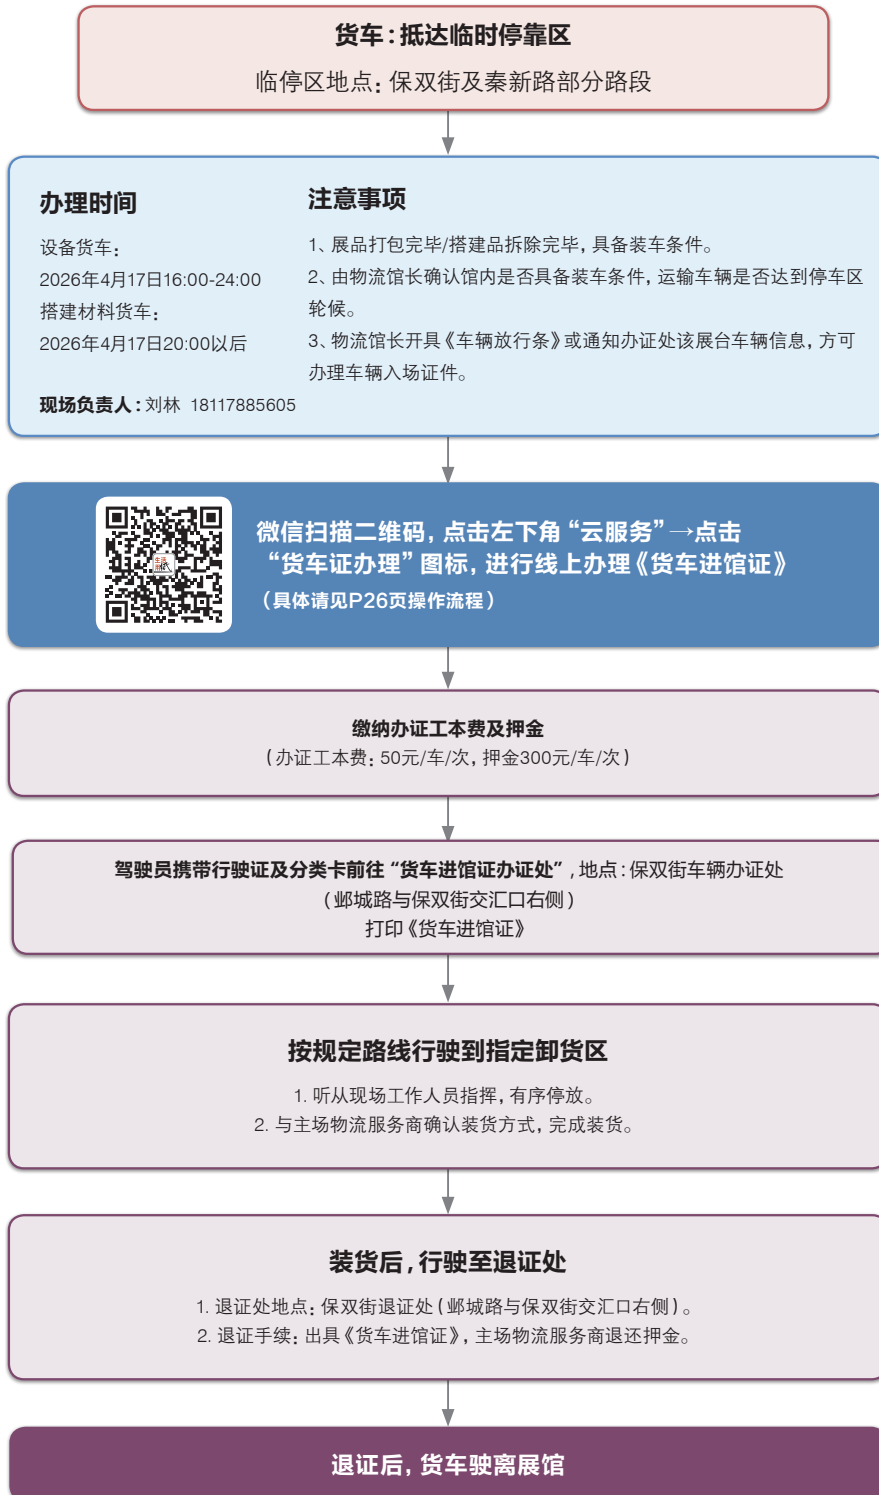 货车：抵达临时停靠区
临停区地点：保双街及秦新路部分路段
办理时间
设备货车：
2026年4月17日16:00-24:00
搭建材料货车：
2026年4月17日20:00以后
现场负责人：刘林 18117885605
注意事项
1、展品打包完毕/搭建品拆除完毕，具备装车条件。
2、由物流馆长确认馆内是否具备装车条件，运输车辆是否达到停车区
轮候。
3、物流馆长开具《车辆放行条》或通知办证处该展台车辆信息，方可
办理车辆入场证件。
微信扫描二维码，点击左下角“云服务”→点击
“货车证办理”图标，进行线上办理《货车进馆证》
（具体请见P26页操作流程）
缴纳办证工本费及押金
（办证工本费：50元/车/次，押金300元/车/次）
驾驶员携带行驶证及分类卡前往“货车进馆证办证处”，地点：保双街车辆办证处
（邺城路与保双街交汇口右侧）
打印《货车进馆证》
按规定路线行驶到指定卸货区
1. 听从现场工作人员指挥，有序停放。
2. 与主场物流服务商确认装货方式，完成装货。
装货后，行驶至退证处
1. 退证处地点：保双街退证处（邺城路与保双街交汇口右侧）。
2. 退证手续：出具《货车进馆证》，主场物流服务商退还押金。
退证后，货车驶离展馆